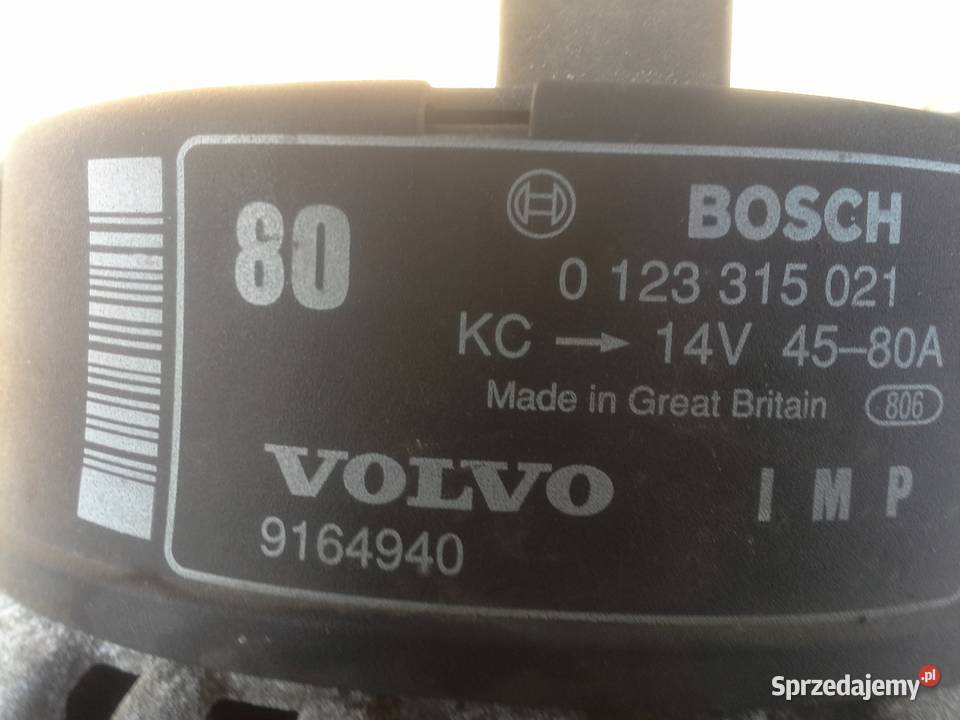 80
BOSCH
0 123 315 021
KC → 14V 45–80A
Made in Great Britain 806
VOLVO
9164940
I M P
Sprzedajemy.pl